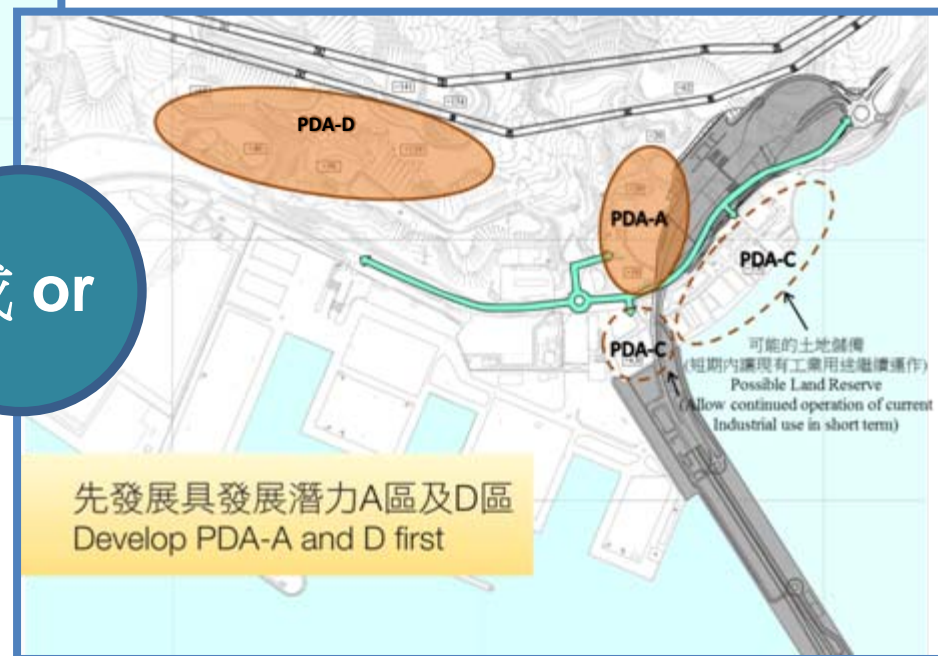 PDA-D
PDA-A
PDA-C
或 or
PDA-C
可能的土地儲備
(短期內讓現有工業用途繼續運作)
Possible Land Reserve
(Allow continued operation of current
Industrial use in short term)
先發展具發展潛力A區及D區
Develop PDA-A and D first